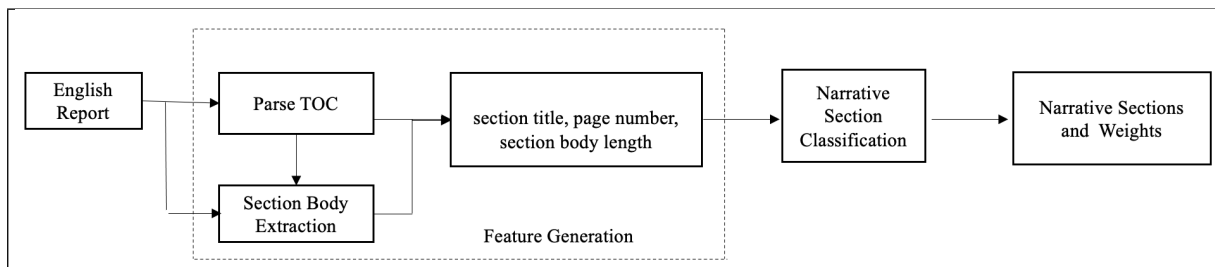 English
Report
Parse TOC
Section Body
Extraction
section title, page number,
section body length
Feature Generation
Narrative
Section
Classification
Narrative Sections
and Weights